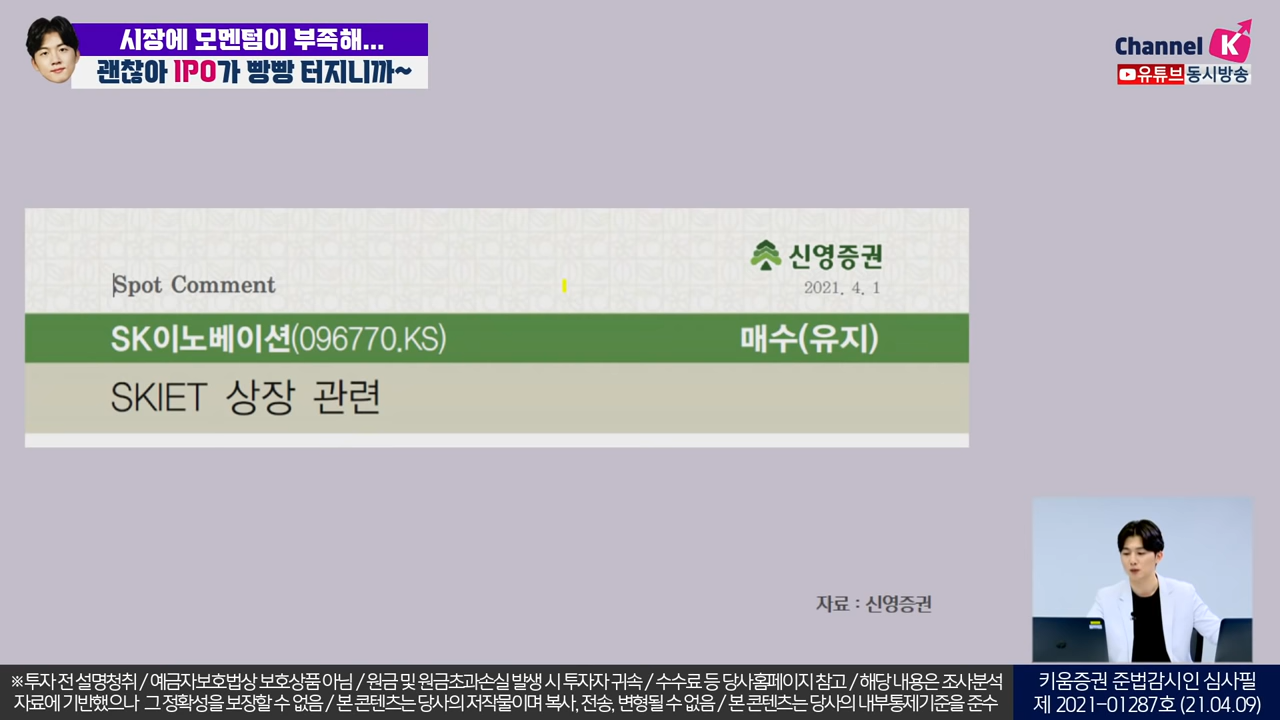 시장에 모멘텀이 부족해...
괜찮아 IPO가 빵빵 터지니까~
Channel K
유튜브동시방송
신영증권
Spot Comment
2021. 4. 1
SK이노베이션(096770.KS)
매수(유지)
SKIET 상장 관련
자료 : 신영증권
※투자 전 설명청취 / 예금자보호법상 보호상품 아님 / 원금 및 원금초과손실 발생 시 투자자 귀속 / 수수료 등 당사홈페이지 참고 / 해당 내용은 조사분석
자료에 기반했으나 그 정확성을 보장할 수 없음 / 본 콘텐츠는 당사의 저작물이며 복사, 전송, 변형될 수 없음 / 본 콘텐츠는 당사의 내부통제기준을 준수
키움증권 준법감시인 심사필
제 2021-01287호 (21.04.09)